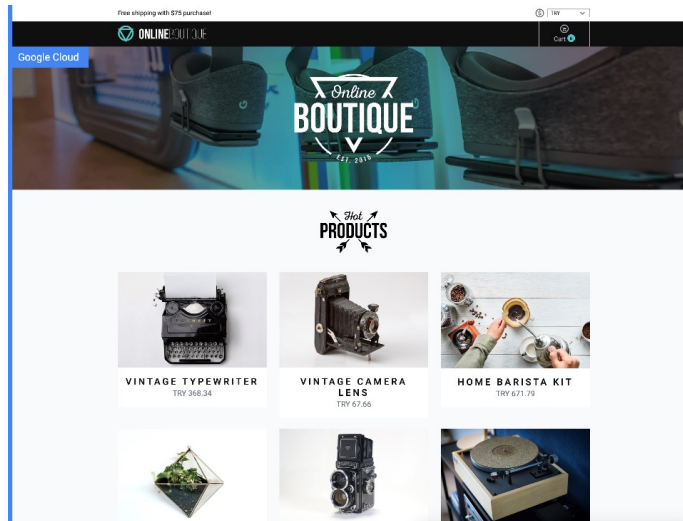 Free shipping with $75 purchase!
$ TRY
ONLINEBOUTIQUE
Cart
Google Cloud
Online
BOUTIQUE
EST. 2018
Hot
PRODUCTS
VINTAGE TYPEWRITER
TRY 368.34
VINTAGE CAMERA
LENS
TRY 67.66
HOME BARISTA KIT
TRY 671.79